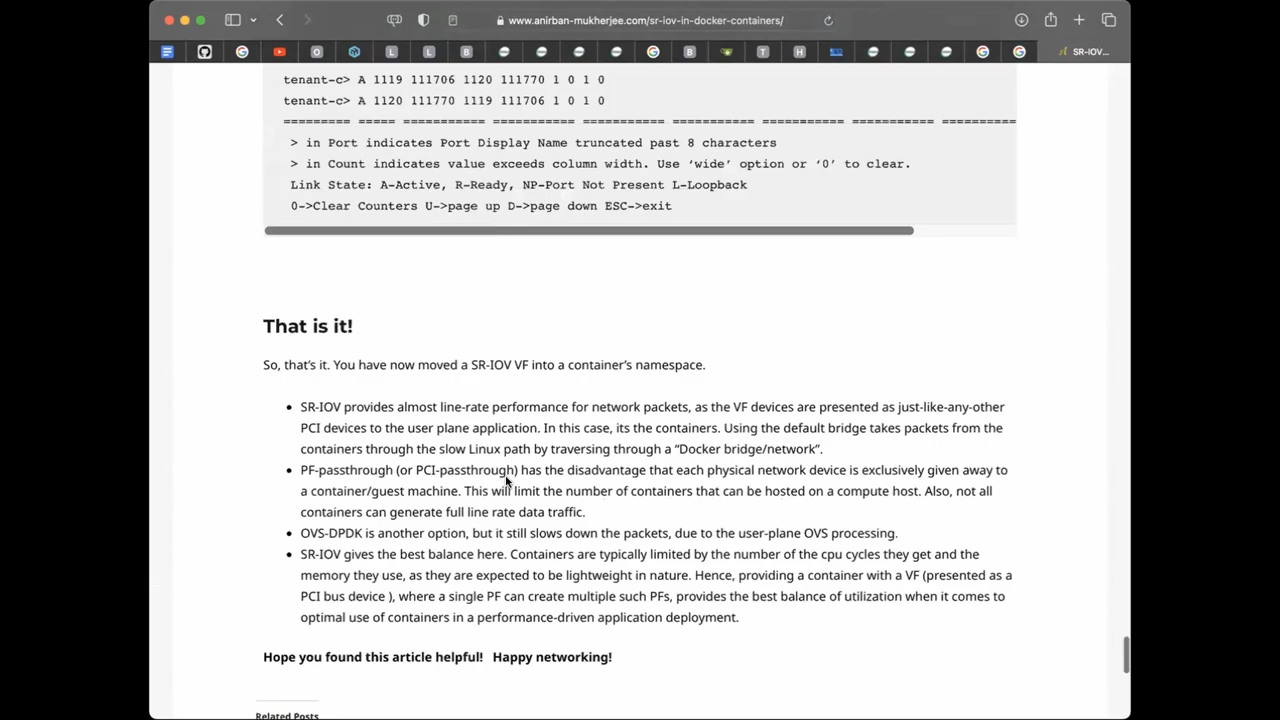 www.anirban-mukherjee.com/sr-iov-in-docker-containers/
SR-IOV...
tenant-c> A 1119 111706 1120 111770 1 0 1 0
tenant-c> A 1120 111770 1119 111706 1 0 1 0
========= ===== =========== =========== =========== =========== =========== ===========
> in Port indicates Port Display Name truncated past 8 characters
> in Count indicates value exceeds column width. Use ‘wide’ option or ‘0’ to clear.
Link State: A-Active, R-Ready, NP-Port Not Present L-Loopback
0->Clear Counters U->page up D->page down ESC->exit
That is it!
So, that’s it. You have now moved a SR-IOV VF into a container’s namespace.
• SR-IOV provides almost line-rate performance for network packets, as the VF devices are presented as just-like-any-other
PCI devices to the user plane application. In this case, its the containers. Using the default bridge takes packets from the
containers through the slow Linux path by traversing through a “Docker bridge/network”.
• PF-passthrough (or PCI-passthrough) has the disadvantage that each physical network device is exclusively given away to
a container/guest machine. This will limit the number of containers that can be hosted on a compute host. Also, not all
containers can generate full line rate data traffic.
• OVS-DPDK is another option, but it still slows down the packets, due to the user-plane OVS processing.
• SR-IOV gives the best balance here. Containers are typically limited by the number of the cpu cycles they get and the
memory they use, as they are expected to be lightweight in nature. Hence, providing a container with a VF (presented as a
PCI bus device ), where a single PF can create multiple such PFs, provides the best balance of utilization when it comes to
optimal use of containers in a performance-driven application deployment.
Hope you found this article helpful! Happy networking!
Related Posts